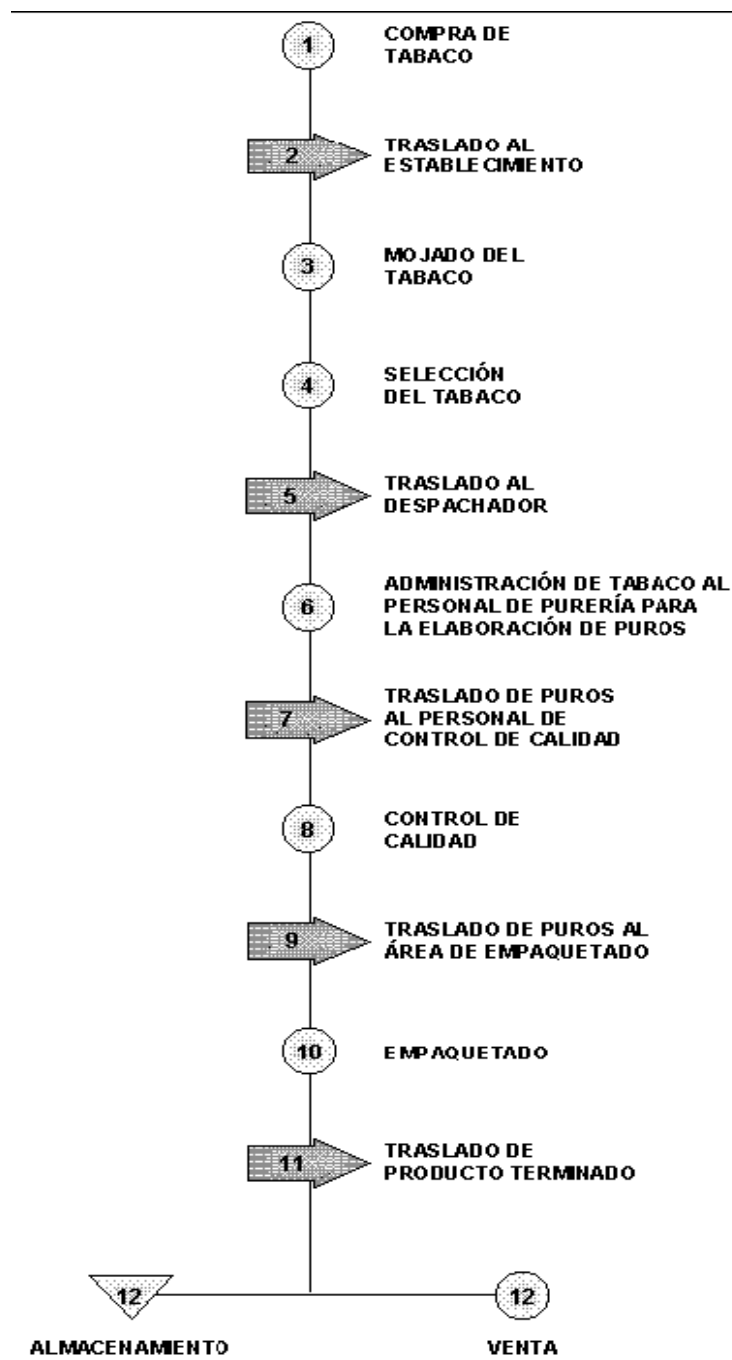 1
COMPRA DE
TABACO
2
TRASLADO AL
ESTABLECIMIENTO
3
MOJADO DEL
TABACO
4
SELECCIÓN
DEL TABACO
5
TRASLADO AL
DESPACHADOR
6
ADMINISTRACIÓN DE TABACO AL
PERSONAL DE PURERÍA PARA
LA ELABORACIÓN DE PUROS
7
TRASLADO DE PUROS
AL PERSONAL DE
CONTROL DE CALIDAD
8
CONTROL DE
CALIDAD
9
TRASLADO DE PUROS AL
ÁREA DE EMPAQUETADO
10
EMPAQUETADO
11
TRASLADO DE
PRODUCTO TERMINADO
12
ALMACENAMIENTO
12
VENTA